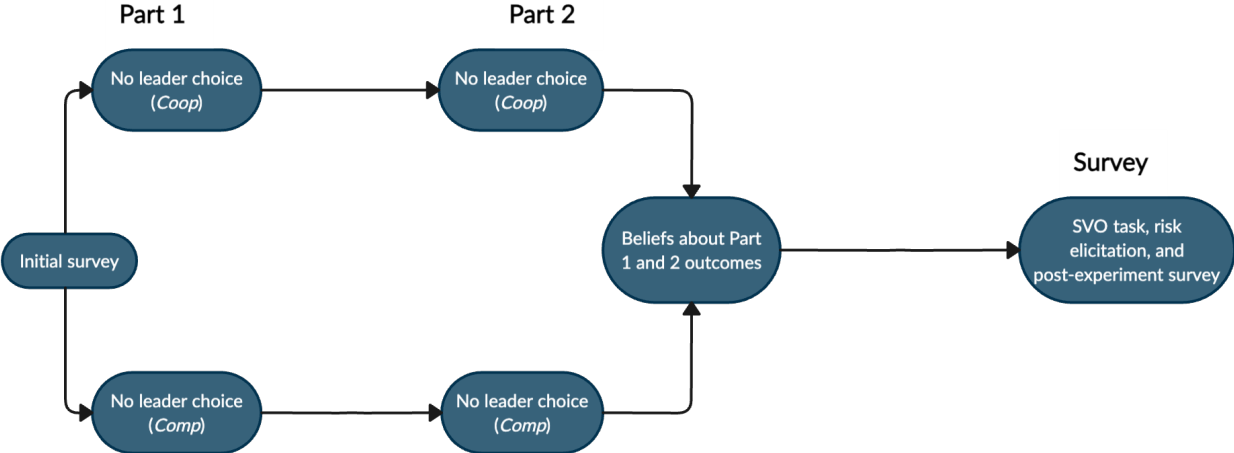 Part 1
Part 2
No leader choice
(Coop)
No leader choice
(Coop)
Survey
Initial survey
Beliefs about Part
1 and 2 outcomes
SVO task, risk
elicitation, and
post-experiment survey
No leader choice
(Comp)
No leader choice
(Comp)